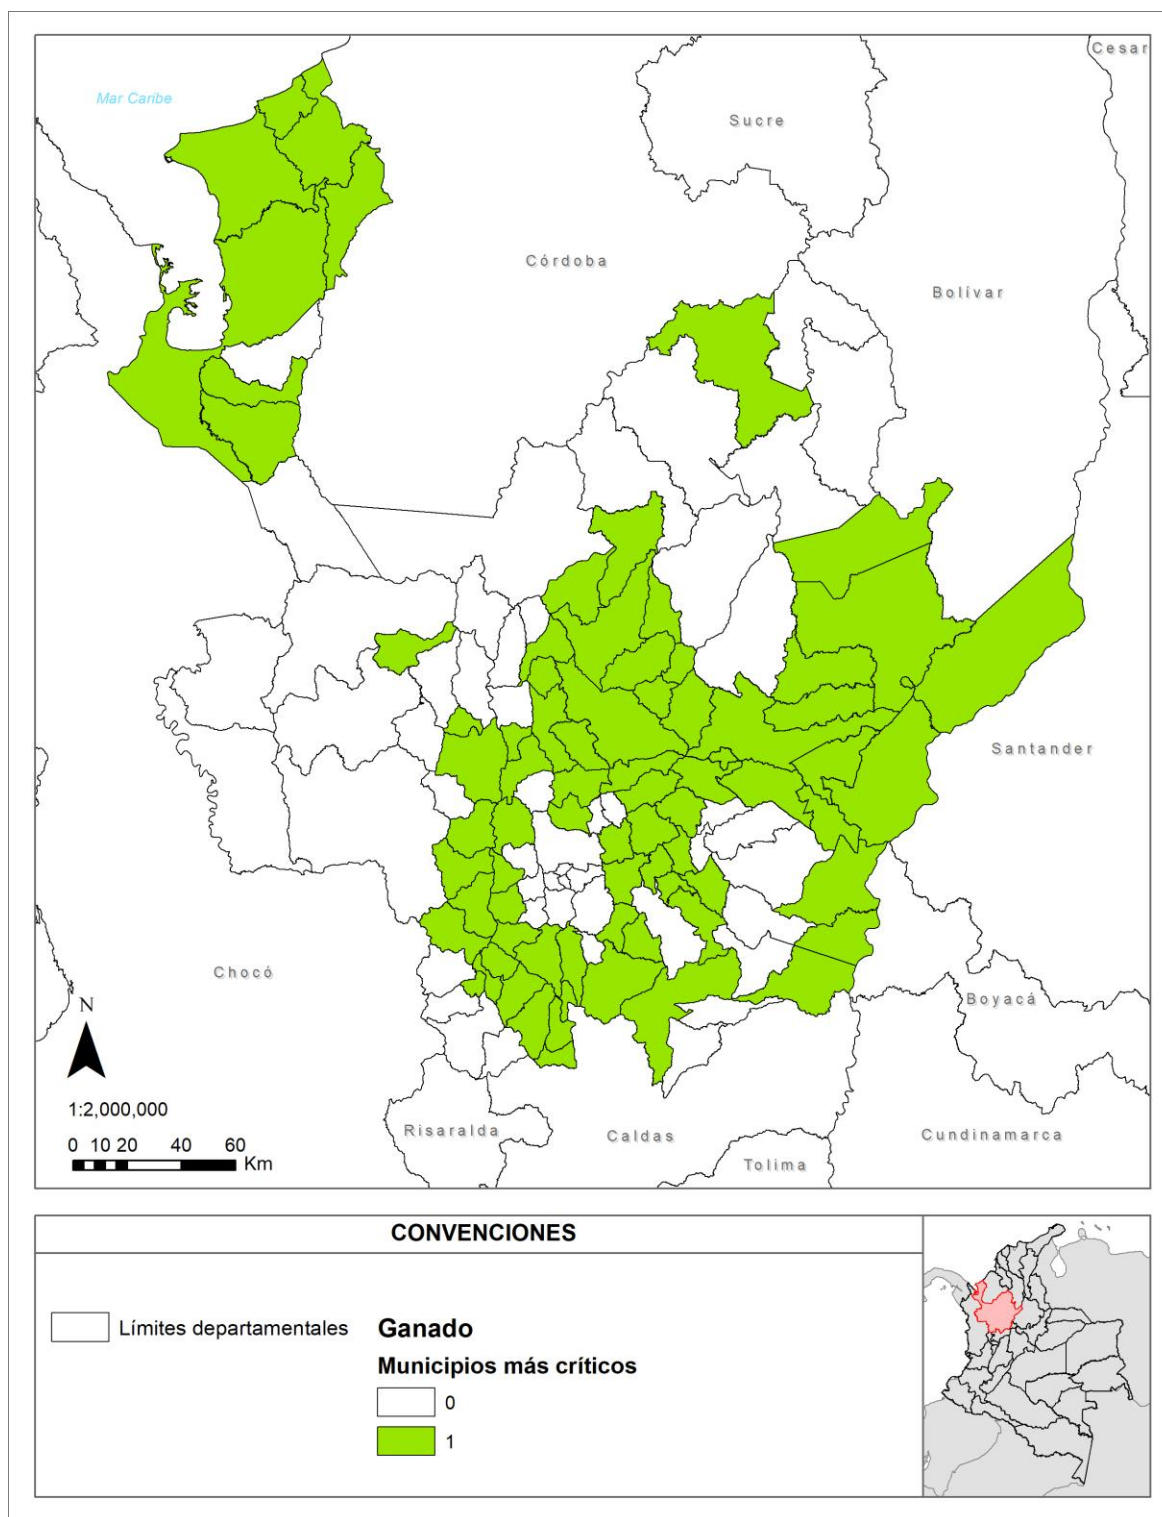 Cesar
Mar Caribe
Sucre
Córdoba
Bolívar
Santander
Chocó
N
Boyacá
1:2,000,000
Risaralda
Caldas
Cundinamarca
0 10 20 40 60
Km
Tolima
CONVENCIONES
Límites departamentales
Ganado
Municipios más críticos
0
1